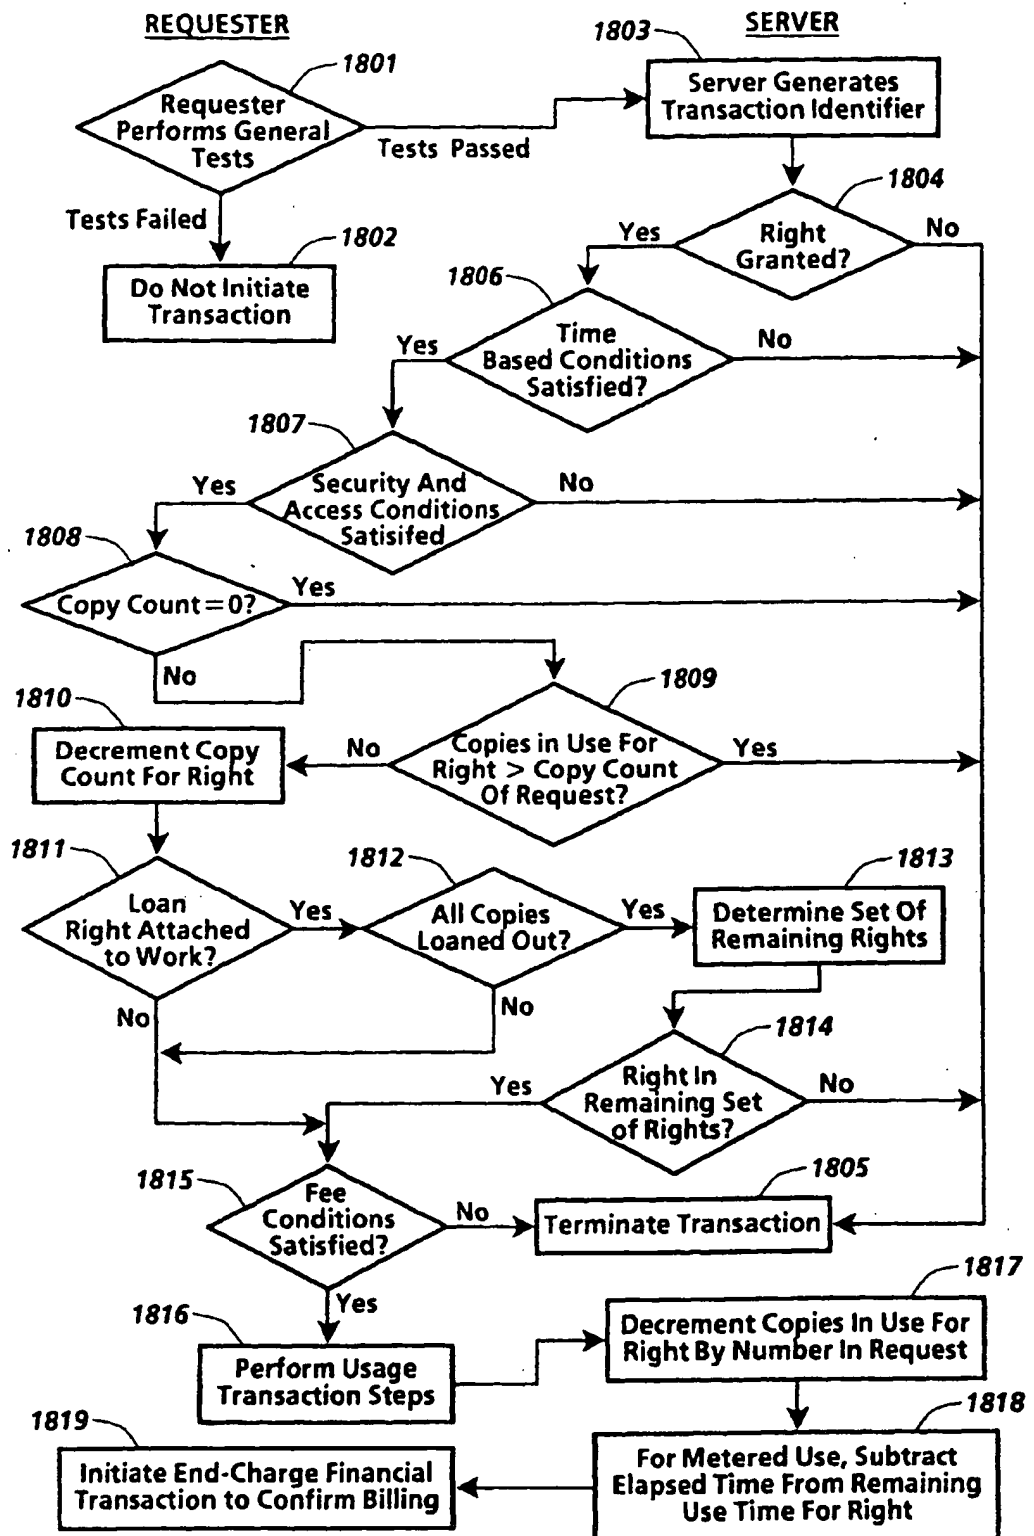 REQUESTER
SERVER
1801
Requester
Performs General
Tests
Tests Passed
1803
Server Generates
Transaction Identifier
Tests Failed
1802
Do Not Initiate
Transaction
1804
Right
Granted?
Yes
No
1806
Time
Based Conditions
Satisfied?
Yes
No
1807
Security And
Access Conditions
Satisifed
Yes
No
1808
Copy Count=0?
Yes
No
1809
Copies in Use For
Right > Copy Count
Of Request?
No
Yes
1810
Decrement Copy
Count For Right
1811
Loan
Right Attached
to Work?
Yes
No
1812
All Copies
Loaned Out?
Yes
No
1813
Determine Set Of
Remaining Rights
1814
Right In
Remaining Set
of Rights?
Yes
No
1815
Fee
Conditions
Satisfied?
No
Yes
1805
Terminate Transaction
1816
Perform Usage
Transaction Steps
1817
Decrement Copies In Use For
Right By Number In Request
1818
For Metered Use, Subtract
Elapsed Time From Remaining
Use Time For Right
1819
Initiate End-Charge Financial
Transaction to Confirm Billing